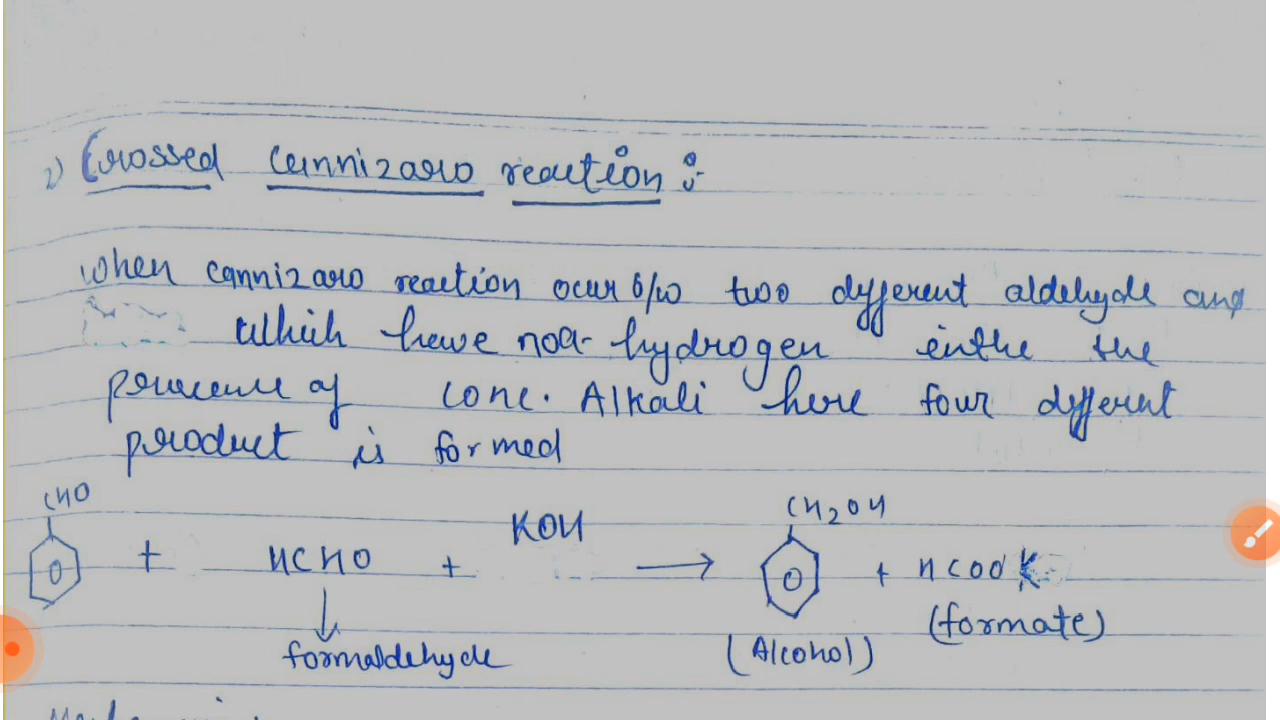 2) Crossed Cannizaro reaction :-
when cannizaro reaction occur b/w two different aldehyde and
which have no α- hydrogen in the the
presence of conc. Alkali here four different
product is formed
CHO
CH2OH
KOH
+ HCHO + → + HCOOK
(formate)
formaldehyde
(Alcohol)